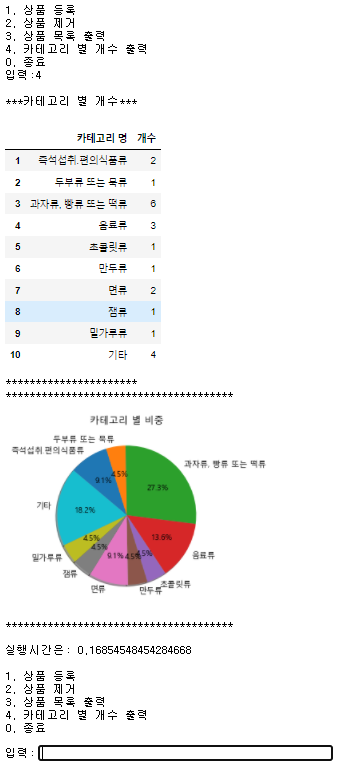 1. 상품 등록
2. 상품 제거
3. 상품 목록 출력
4. 카테고리 별 개수 출력
0. 종료
입력:4
***카테고리 별 개수***
카테고리 명 개수
1 즉석섭취.편의식품류 2
2 두부류 또는 묵류 1
3 과자류, 빵류 또는 떡류 6
4 음료류 3
5 초콜릿류 1
6 만두류 1
7 면류 2
8 잼류 1
9 밀가루류 1
10 기타 4
**********************
**************************************
카테고리 별 비중
두부류 또는 묵류
즉석섭취.편의식품류
과자류, 빵류 또는 떡류
4.5%
9.1%
27.3%
기타
18.2%
13.6%
4.5%
4.5%
9.1%
4.5%
4.5%
음료류
밀가루류
잼류
면류
만두류
초콜릿류
**************************************
실행시간은: 0.16854548454284668
1. 상품 등록
2. 상품 제거
3. 상품 목록 출력
4. 카테고리 별 개수 출력
0. 종료
입력: